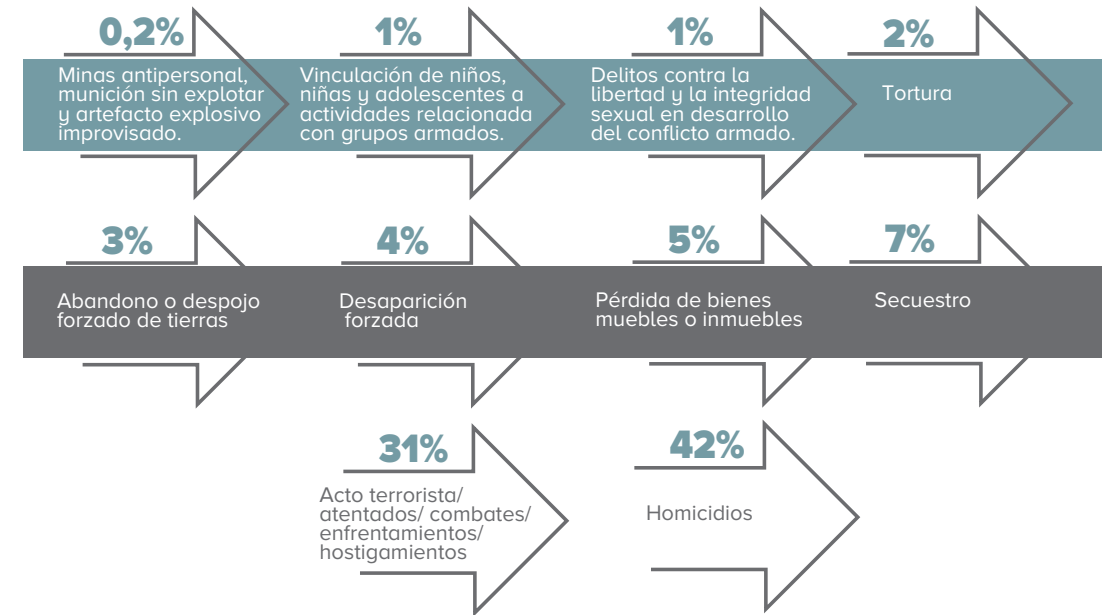 0,2%
Minas antipersonal,
munición sin explotar
y artefacto explosivo
improvisado.
1%
Vinculación de niños,
niñas y adolescentes a
actividades relacionada
con grupos armados.
1%
Delitos contra la
libertad y la integridad
sexual en desarrollo
del conflicto armado.
2%
Tortura
3%
Abandono o despojo
forzado de tierras
4%
Desaparición
forzada
5%
Pérdida de bienes
muebles o inmuebles
7%
Secuestro
31%
Acto terrorista/
atentados/ combates/
enfrentamientos/
hostigamientos
42%
Homicidios